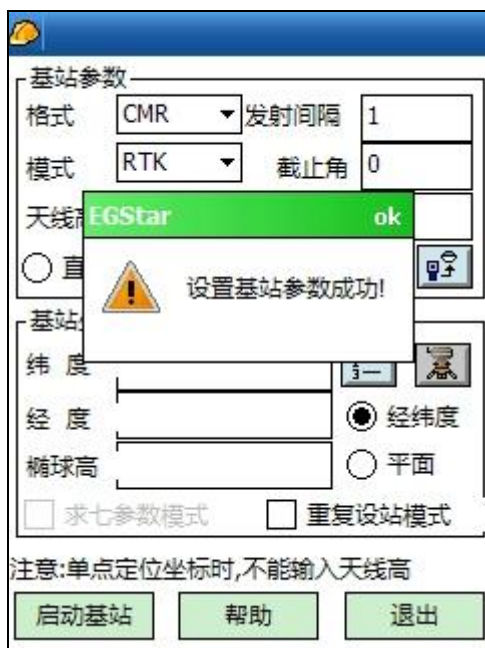 基站参数
格式 CMR 发射间隔 1
模式 RTK 截止角 0
天线
EGStar ok
设置基站参数成功!
基站
纬 度
经 度 经纬度
椭球高 平面
求七参数模式 重复设站模式
注意:单点定位坐标时,不能输入天线高
启动基站 帮助 退出